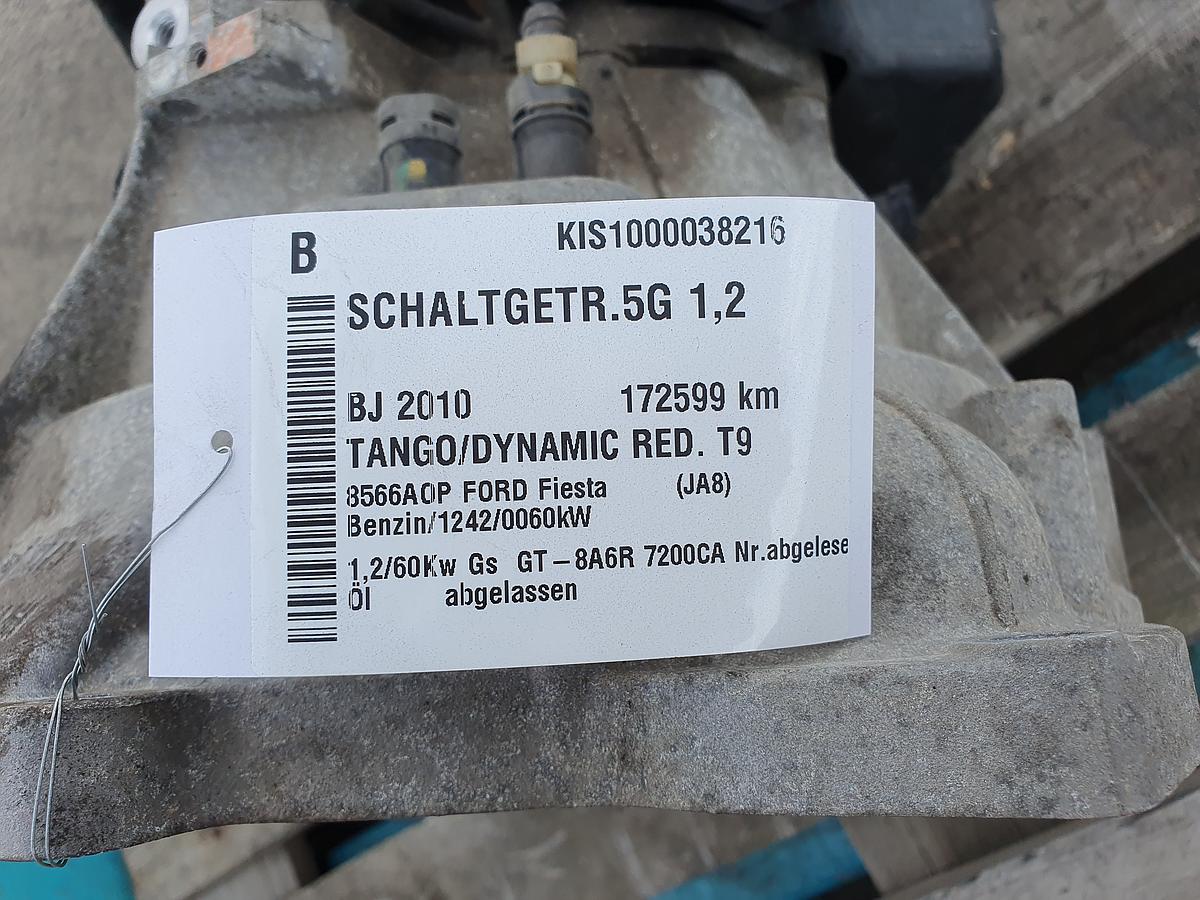 B KIS1000038216
SCHALTGETR.5G 1,2
BJ 2010 172599 km
TANGO/DYNAMIC RED. T9
8566AOP FORD Fiesta (JA8)
Benzin/1242/0060kW
1,2/60Kw Gs GT-8A6R 7200CA Nr.abgelese
Öl abgelassen